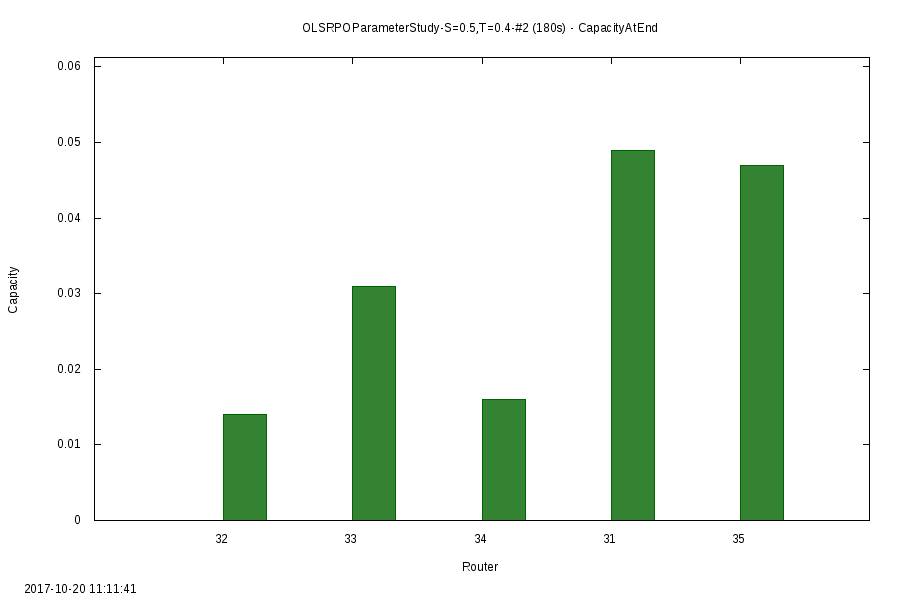 OLSRPOParameterStudy-S=0.5,T=0.4-#2 (180s) - CapacityAtEnd
0.06
0.05
0.04
0.03
0.02
0.01
0
Capacity
32 33 34 31 35
Router
2017-10-20 11:11:41